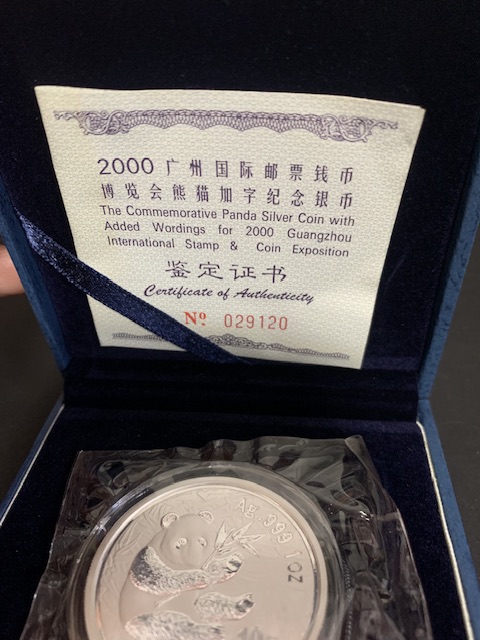 2000 广州国际邮票钱币
博览会熊猫加字纪念银币
The Commemorative Panda Silver Coin with
Added Wordings for 2000 Guangzhou
International Stamp & Coin Exposition
鉴定证书
Certificate of Authenticity
Nº 029120
Ag.999 1OZ